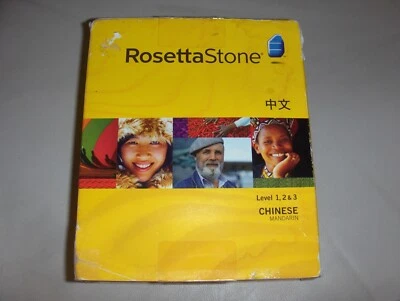 RosettaStone®
中文
Level 1, 2 & 3
CHINESE
MANDARIN